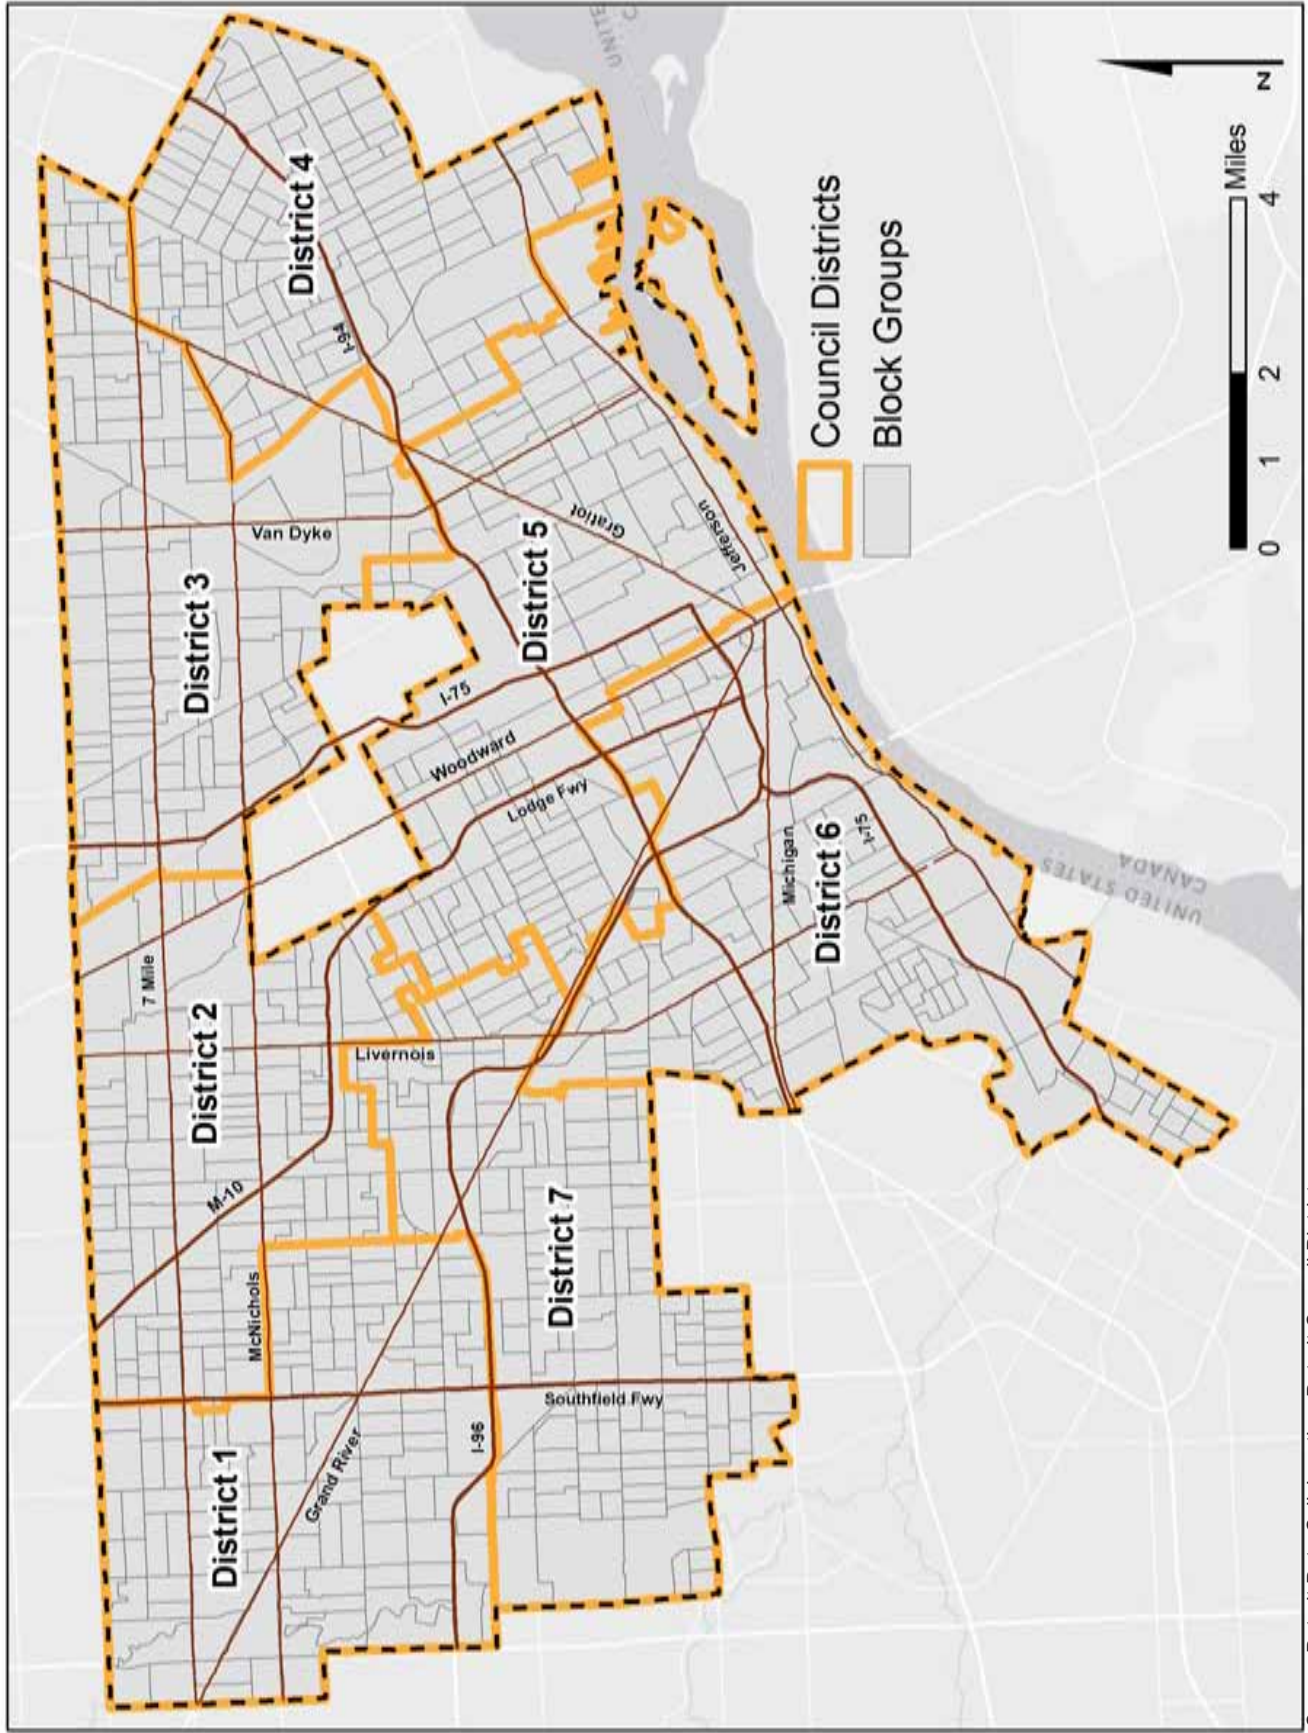 District 1
District 2
District 3
District 4
District 5
District 6
District 7
7 Mile
M-10
McNichols
Grand River
Southfield Fwy
I-96
Livernois
Van Dyke
I-94
I-75
Woodward
Lodge Fwy
Gratiot
Jefferson
Michigan
I-75
UNITED STATES
CANADA
Council Districts
Block Groups
0 1 2 4
Miles
N